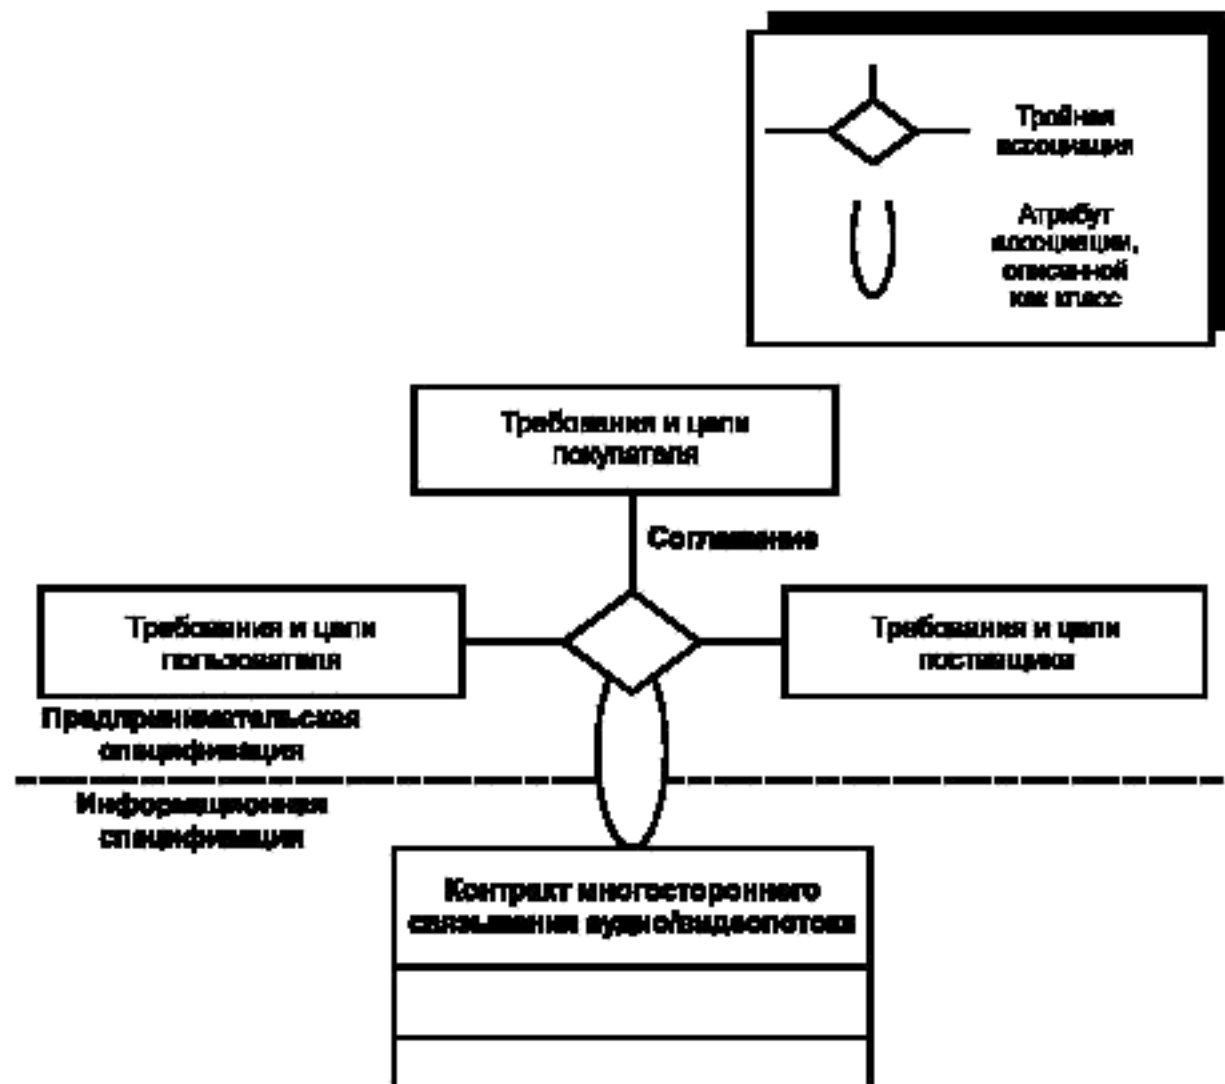 Тройная
ассоциация
Атрибут
ассоциации,
описанной
как класс
Требования и цели
покупателя
Соглашение
Требования и цели
пользователя
Требования и цели
поставщика
Предпринимательская
спецификация
Информационная
спецификация
Контракт многостороннего
связывания аудио/видеопотока